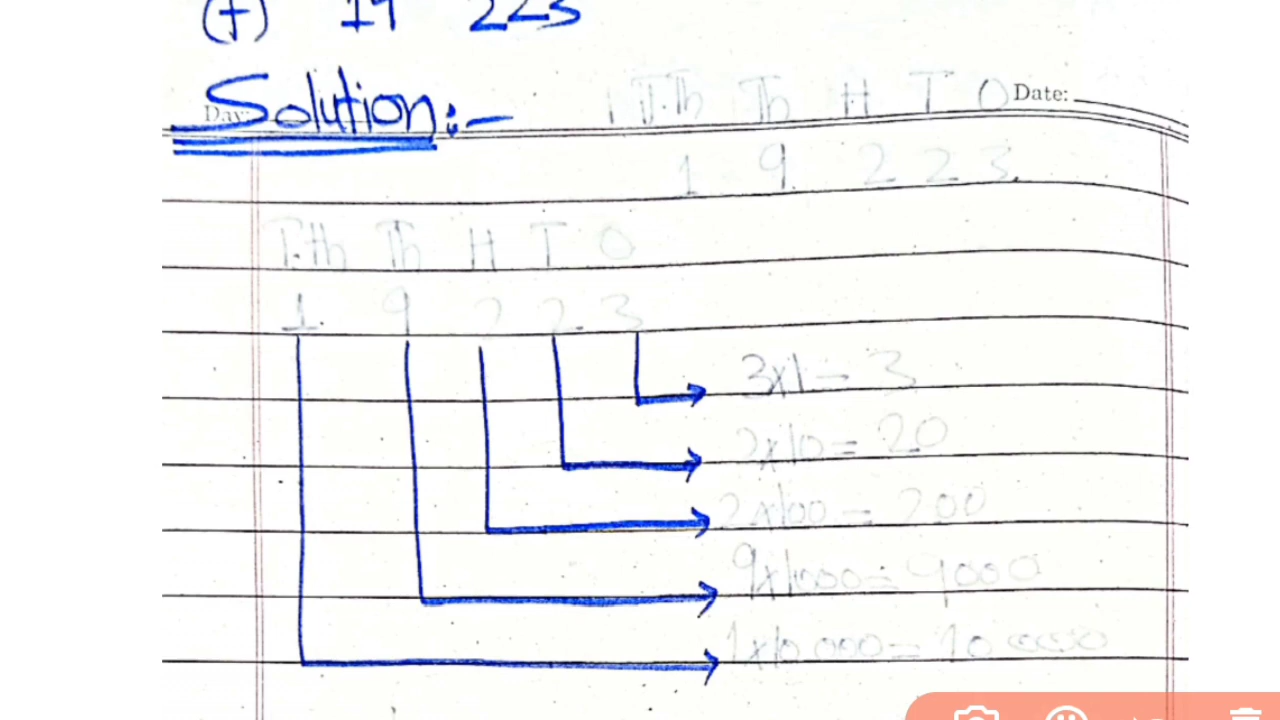 (f) 19 223
Solution:-
Day:
T.Th Th H T O Date:
1 9 2 2 3
T.th Th H T O
1 9 2 2 3
3x1 = 3
2x10 = 20
2x100 = 200
9x1000 = 9000
1x10 000 = 10 000